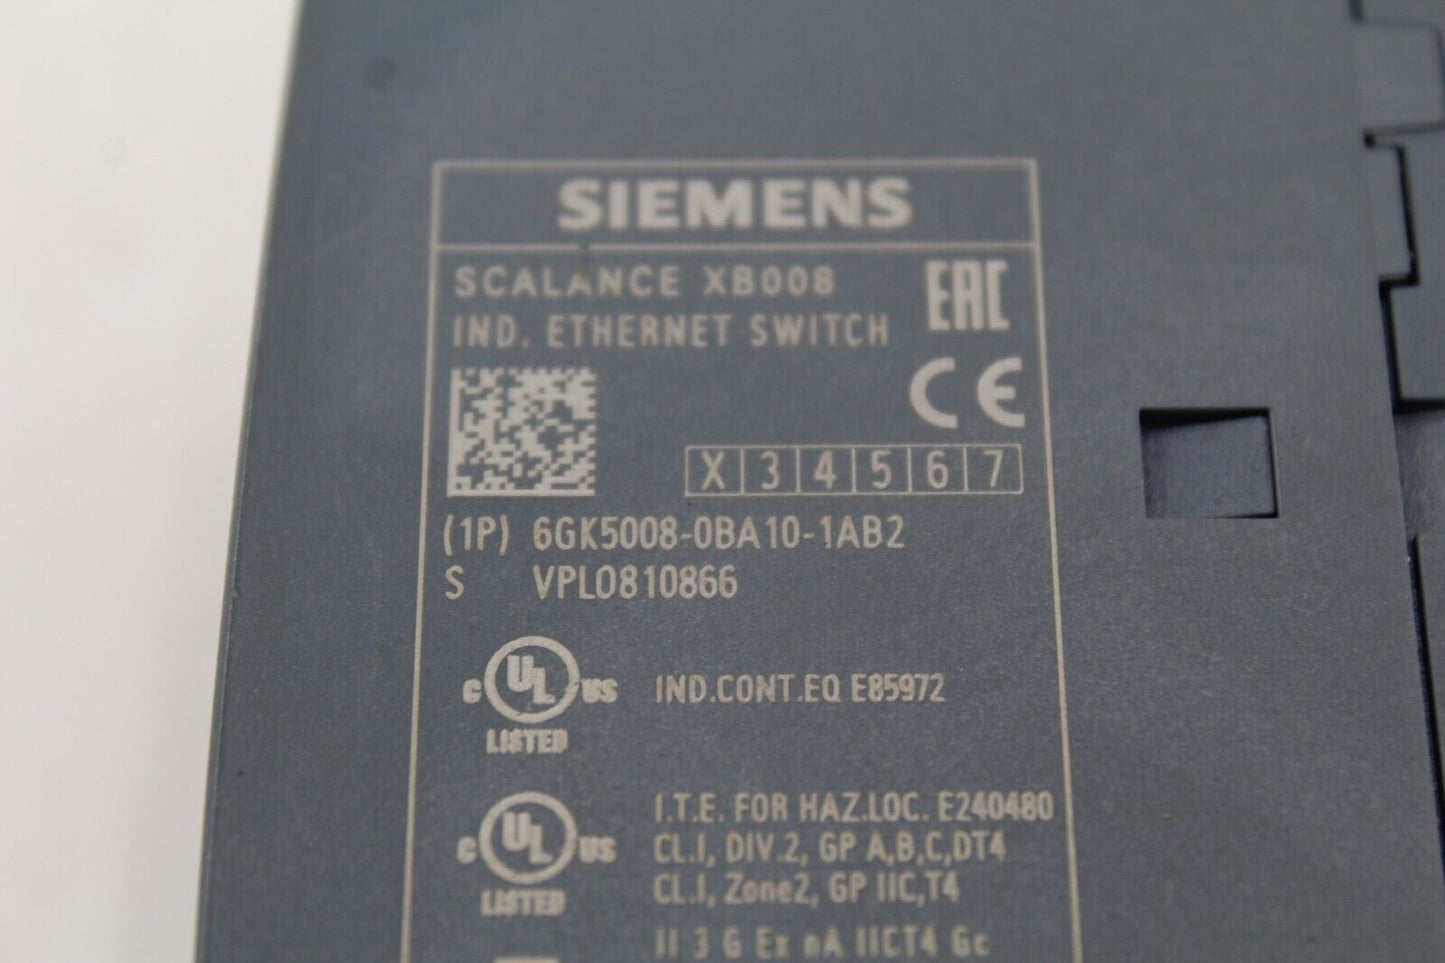 SIEMENS
SCALANCE XB008
IND. ETHERNET SWITCH
EAC
CE
X 3 4 5 6 7
(1P) 6GK5008-0BA10-1AB2
S VPL0810866
C UL US LISTED
IND.CONT.EQ E85972
C UL US LISTED
I.T.E. FOR HAZ.LOC. E240480
CL.I, DIV.2, GP A,B,C,DT4
CL.I, Zone2, GP IIC,T4
II 3 G Ex nA IICT4 Gc